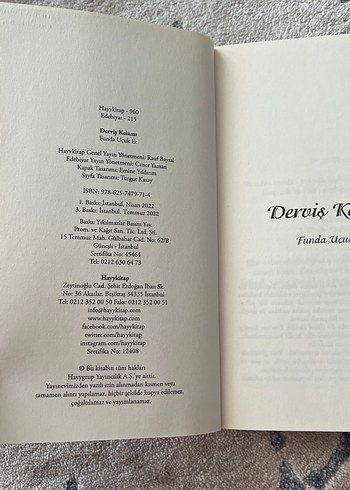 Hayykitap - 960
Edebiyat - 215
Derviş Kelamı
Funda Uçuk Er
Hayykitap Genel Yayın Yönetmeni: Rauf Baysal
Edebiyat Yayın Yönetmeni: Caner Yaman
Kapak Tasarımı: Emine Yıldırım
Sayfa Tasarımı: Turgut Kasay
ISBN: 978-625-7479-71-4
1. Baskı: İstanbul, Nisan 2022
3. Baskı: İstanbul, Temmuz 2022
Baskı: Yıkılmazlar Basım Yay.
Prom. ve Kağıt San. Tic. Ltd. Şti.
15 Temmuz Mah. Gülbahar Cad. No: 62/B
Güneşli - İstanbul
Sertifika No: 45464
Tel: 0212 630 64 73
Hayykitap
Zeytinoğlu Cad. Şehit Erdoğan İban Sk.
No: 36 Akatlar, Beşiktaş 34335 İstanbul
Tel: 0212 352 00 50 Faks: 0212 352 00 51
info@hayykitap.com
www.hayykitap.com
facebook.com/hayykitap
twitter.com/hayykitap
instagram.com/hayykitap
Sertifika No: 12408
© Bu kitabın tüm hakları
Hayygrup Yayıncılık A.Ş.'ye aittir.
Yayınevimizden yazılı izin alınmadan kısmen veya
tamamen alıntı yapılamaz, hiçbir şekilde kopya edilemez,
çoğaltılamaz ve yayımlanamaz.
Derviş Ke
Funda Uçu